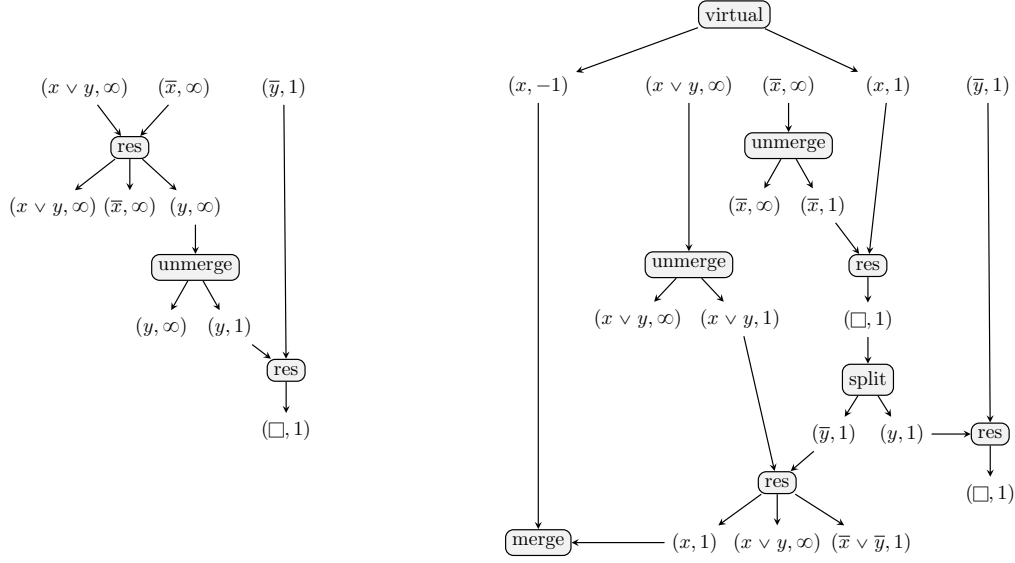 virtual
(x ∨ y, ∞) (x̅, ∞) (y̅, 1)
(x, −1) (x ∨ y, ∞) (x̅, ∞) (x, 1) (y̅, 1)
res
unmerge
(x ∨ y, ∞) (x̅, ∞) (y, ∞)
(x̅, ∞) (x̅, 1)
unmerge
unmerge
res
(y, ∞) (y, 1)
(x ∨ y, ∞) (x ∨ y, 1)
(□, 1)
res
split
(□, 1)
(y̅, 1) (y, 1)
res
res
(□, 1)
merge
(x, 1) (x ∨ y, ∞) (x̅ ∨ y̅, 1)